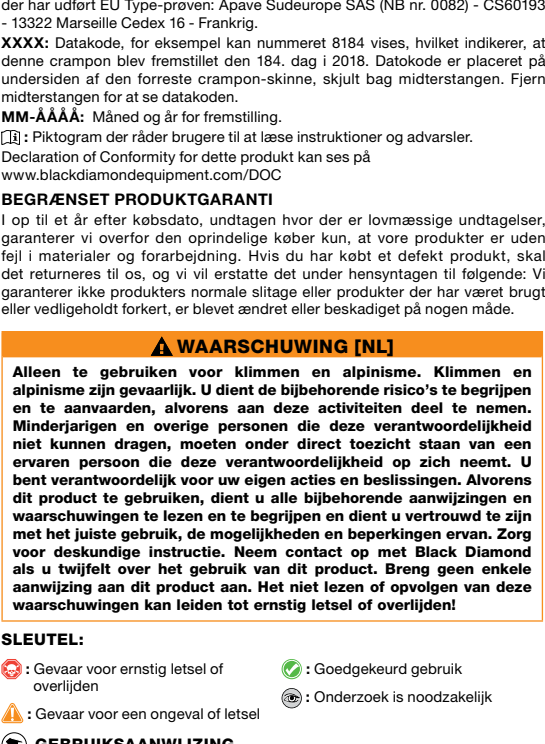 der har udført EU Type-prøven: Apave Sudeurope SAS (NB nr. 0082) - CS60193
- 13322 Marseille Cedex 16 - Frankrig.
XXXX: Datakode, for eksempel kan nummeret 8184 vises, hvilket indikerer, at
denne crampon blev fremstillet den 184. dag i 2018. Datokode er placeret på
undersiden af den forreste crampon-skinne, skjult bag midterstangen. Fjern
midterstangen for at se datakoden.
MM-ÅÅÅÅ: Måned og år for fremstilling.
: Piktogram der råder brugere til at læse instruktioner og advarsler.
Declaration of Conformity for dette produkt kan ses på
www.blackdiamondequipment.com/DOC
BEGRÆNSET PRODUKTGARANTI
I op til et år efter købsdato, undtagen hvor der er lovmæssige undtagelser,
garanterer vi overfor den oprindelige køber kun, at vore produkter er uden
fejl i materialer og forarbejdning. Hvis du har købt et defekt produkt, skal
det returneres til os, og vi vil erstatte det under hensyntagen til følgende: Vi
garanterer ikke produkters normale slitage eller produkter der har været brugt
eller vedligeholdt forkert, er blevet ændret eller beskadiget på nogen måde.
WAARSCHUWING [NL]
Alleen te gebruiken voor klimmen en alpinisme. Klimmen en
alpinisme zijn gevaarlijk. U dient de bijbehorende risico's te begrijpen
en te aanvaarden, alvorens aan deze activiteiten deel te nemen.
Minderjarigen en overige personen die deze verantwoordelijkheid
niet kunnen dragen, moeten onder direct toezicht staan van een
ervaren persoon die deze verantwoordelijkheid op zich neemt. U
bent verantwoordelijk voor uw eigen acties en beslissingen. Alvorens
dit product te gebruiken, dient u alle bijbehorende aanwijzingen en
waarschuwingen te lezen en te begrijpen en dient u vertrouwd te zijn
met het juiste gebruik, de mogelijkheden en beperkingen ervan. Zorg
voor deskundige instructie. Neem contact op met Black Diamond
als u twijfelt over het gebruik van dit product. Breng geen enkele
aanwijzing aan dit product aan. Het niet lezen of opvolgen van deze
waarschuwingen kan leiden tot ernstig letsel of overlijden!
SLEUTEL:
: Gevaar voor ernstig letsel of
overlijden
: Gevaar voor een ongeval of letsel
: Goedgekeurd gebruik
: Onderzoek is noodzakelijk
GEBRUIKSAANWIJZING